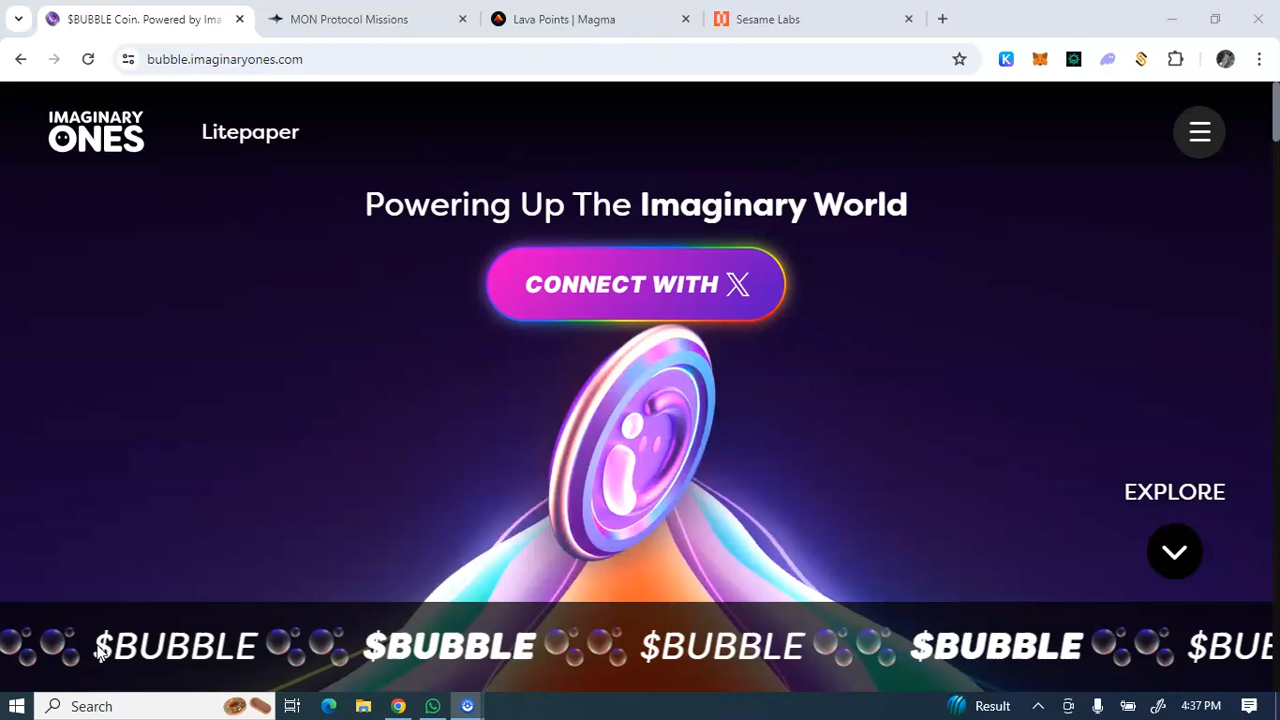 $BUBBLE Coin. Powered by Ima
MON Protocol Missions
Lava Points | Magma
Sesame Labs
bubble.imaginaryones.com
IMAGINARY
ONES
Litepaper
Powering Up The Imaginary World
CONNECT WITH X
EXPLORE
$BUBBLE $BUBBLE $BUBBLE $BUBBLE $BUB
Search
Result
4:37 PM